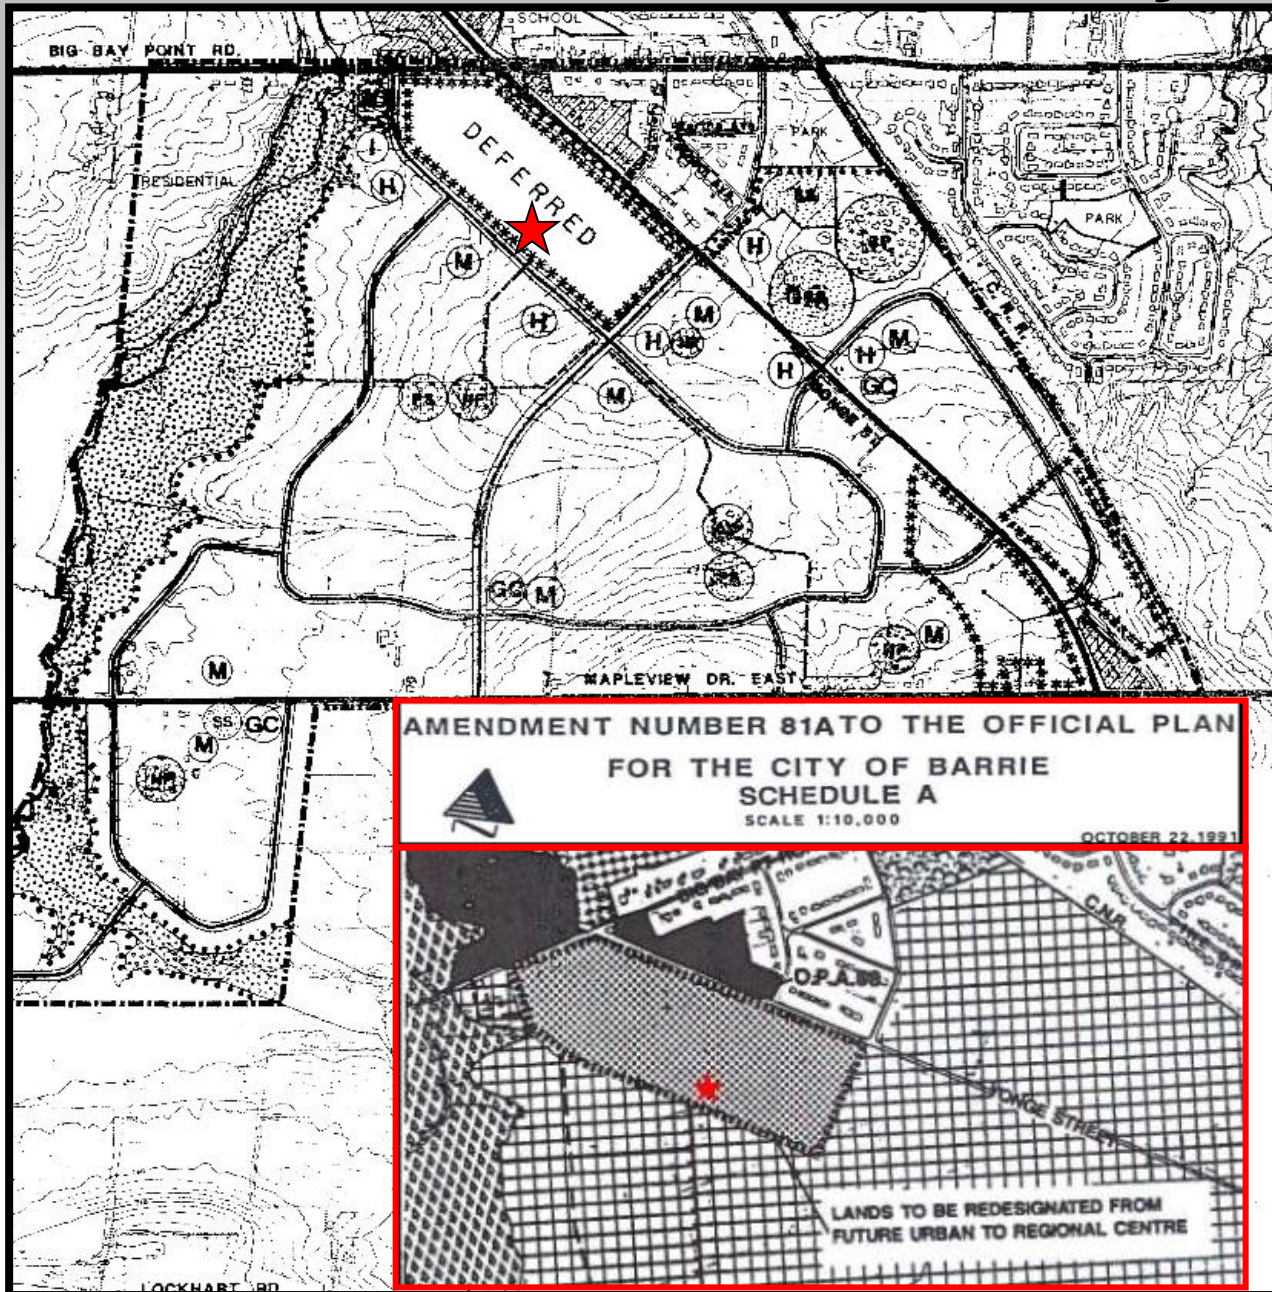 SCHOOL
BIG BAY POINT RD.
PARK
DEFERRED
I
RESIDENTIAL
H
PARK
H
M
C.N.R.
M
H
H
M
H
M
H
GC
M
YONGE ST.
GC
M
M
M
MAPLEVIEW DR. EAST
SS
GC
M
AMENDMENT NUMBER 81A TO THE OFFICIAL PLAN
FOR THE CITY OF BARRIE
SCHEDULE A
SCALE 1:10,000
OCTOBER 22,1991
C.N.R.
YONGE STREET
LANDS TO BE REDESIGNATED FROM
FUTURE URBAN TO REGIONAL CENTRE
LOCKHART RD